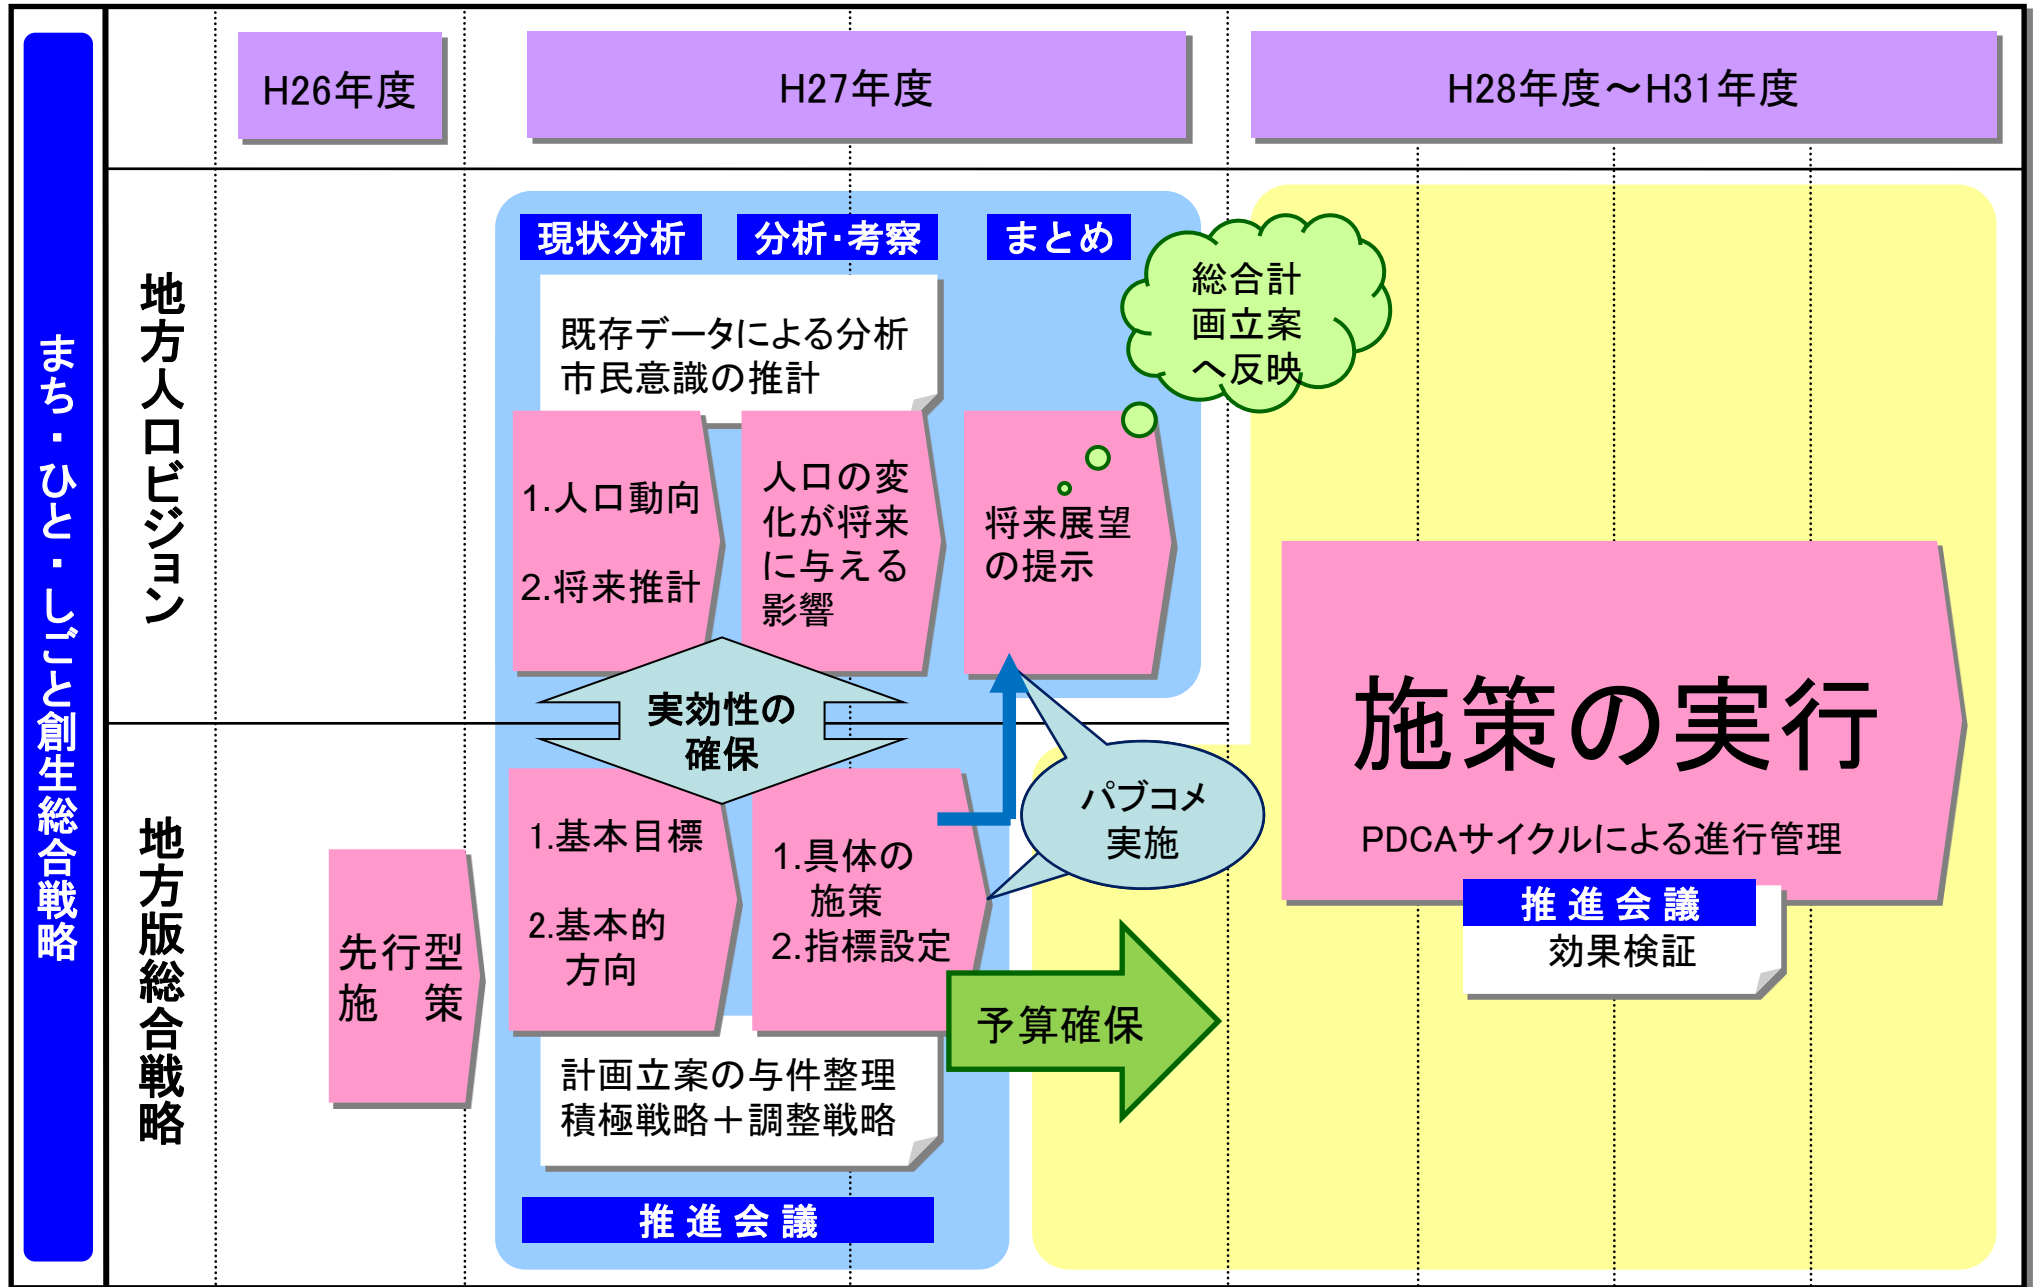 まち・ひと・しごと創生総合戦略
H26年度
H27年度
H28年度～H31年度
地方人口ビジョン
現状分析
分析・考察
まとめ
既存データによる分析
市民意識の推計
総合計
画立案
へ反映
1.人口動向
2.将来推計
人口の変
化が将来
に与える
影響
将来展望
の提示
実効性の
確保
地方版総合戦略
先行型
施　策
1.基本目標
2.基本的
方向
1.具体の
施策
2.指標設定
パブコメ
実施
予算確保
計画立案の与件整理
積極戦略＋調整戦略
推 進 会 議
施策の実行
PDCAサイクルによる進行管理
推 進 会 議
効果検証